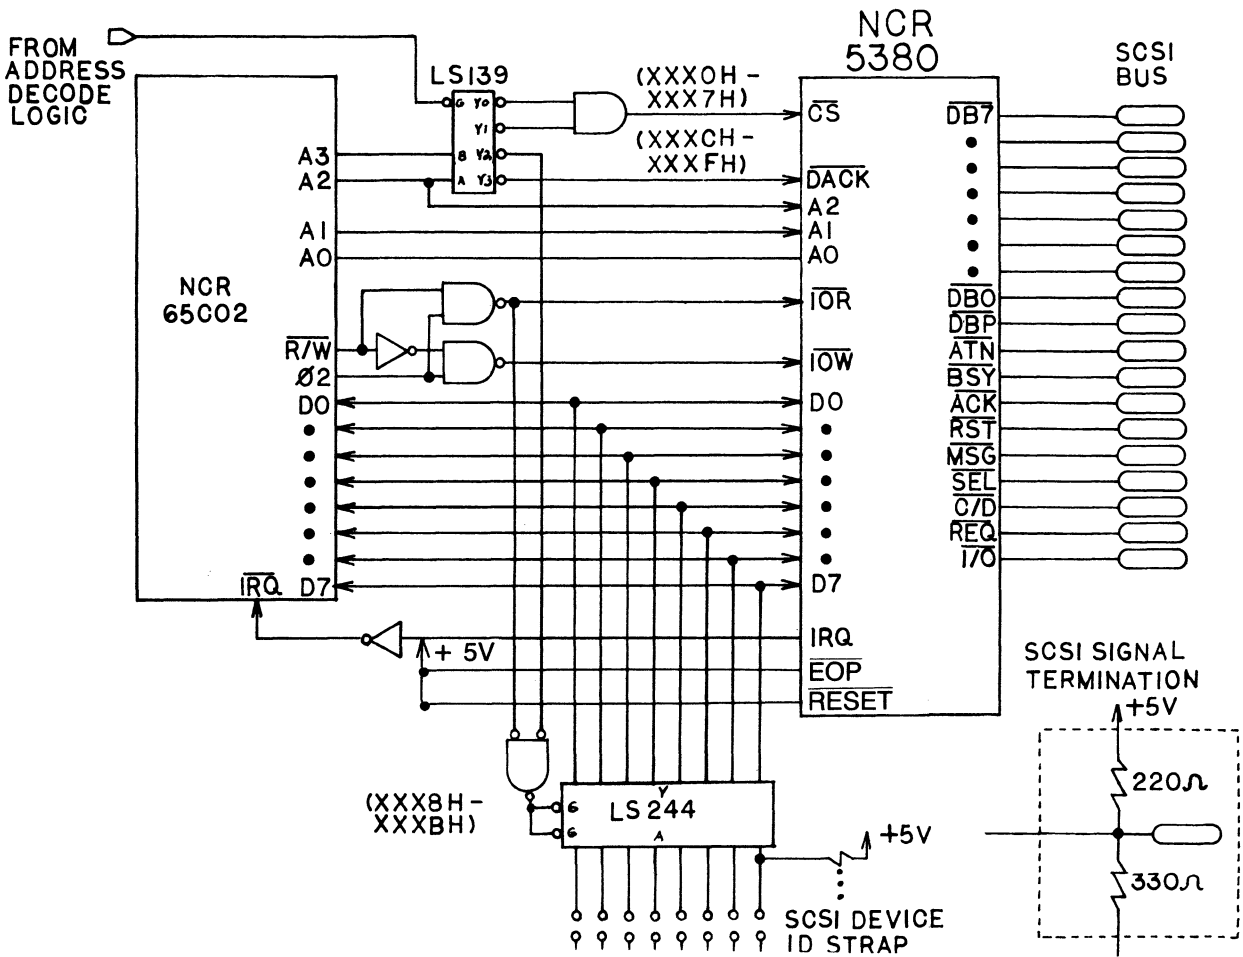 FROM
ADDRESS
DECODE
LOGIC
LS139
G Y0
Y1
B Y2
A Y3
(XXX0H-
XXX7H)
(XXXCH-
XXXFH)
NCR
5380
SCSI
BUS
NCR
65C02
A3
A2
A1
A0
R/W
Ø2
D0
D7
IRQ
CS
DACK
A2
A1
A0
IOR
IOW
D0
D7
IRQ
EOP
RESET
DB7
DB0
DBP
ATN
BSY
ACK
RST
MSG
SEL
C/D
REQ
I/O
+ 5V
(XXX8H-
XXXBH)
G
G
Y
LS244
A
+5V
SCSI DEVICE
ID STRAP
SCSI SIGNAL
TERMINATION
+5V
220Ω
330Ω